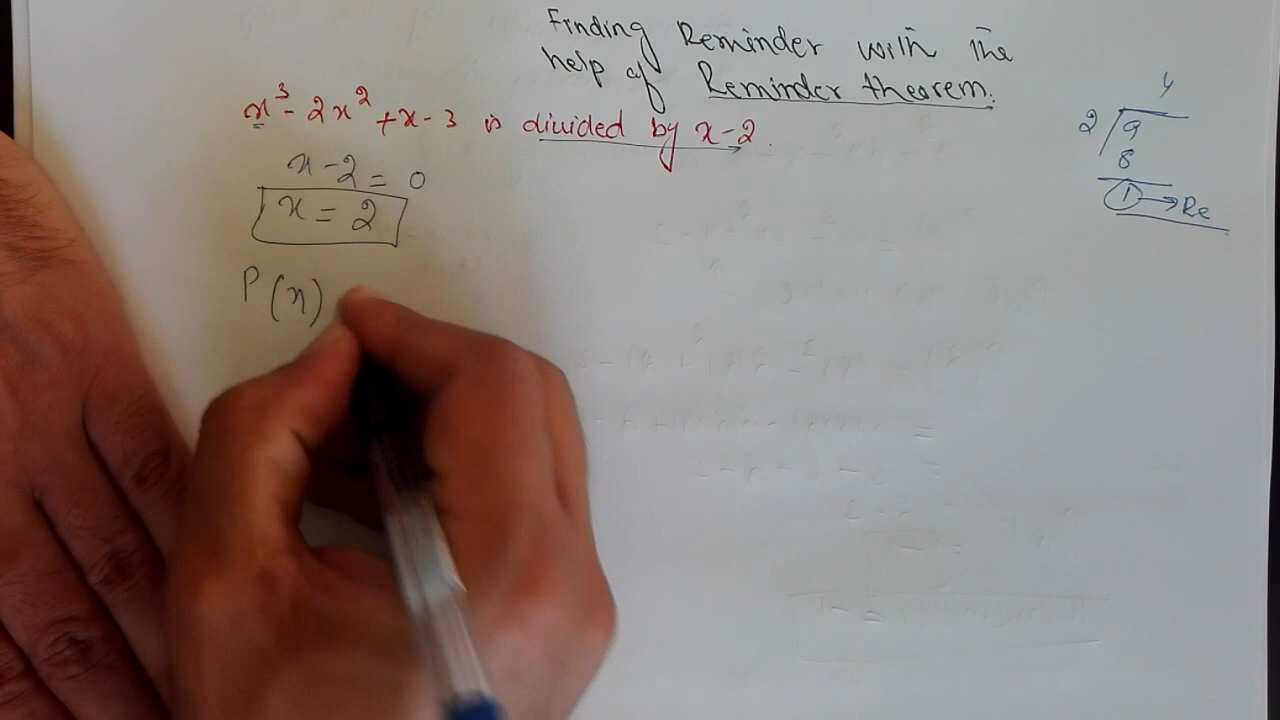 Finding Reminder with the
help of Reminder theorem.
x³ - 2x² + x - 3 is divided by x - 2.
x - 2 = 0
x = 2
P(x)
4
2 9
8
1 → Re